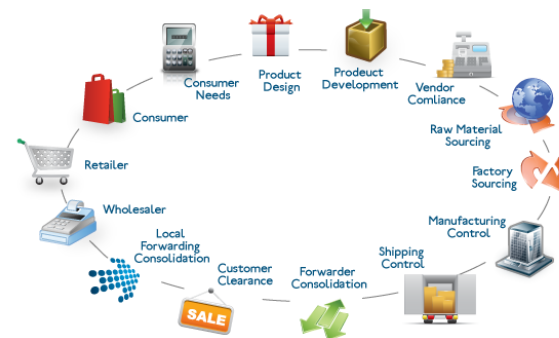 Consumer
Needs
Product
Design
Prodeuct
Development
Vendor
Comliance
Raw Material
Sourcing
Factory
Sourcing
Manufacturing
Control
Shipping
Control
Forwarder
Consolidation
Customer
Clearance
SALE
Local
Forwarding
Consolidation
Wholesaler
Retailer
Consumer